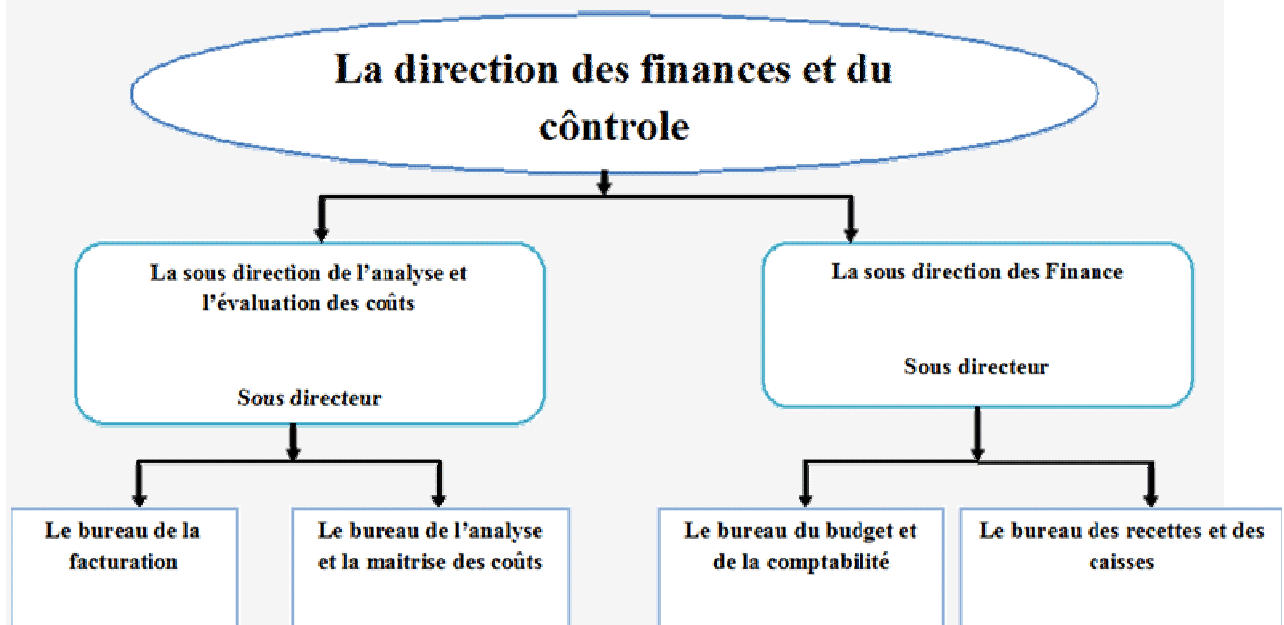 La direction des finances et du
côntrole
La sous direction de l’analyse et
l’évaluation des coûts
Sous directeur
La sous direction des Finance
Sous directeur
Le bureau de la
facturation
Le bureau de l’analyse
et la maitrise des coûts
Le bureau du budget et
de la comptabilité
Le bureau des recettes et des
caisses